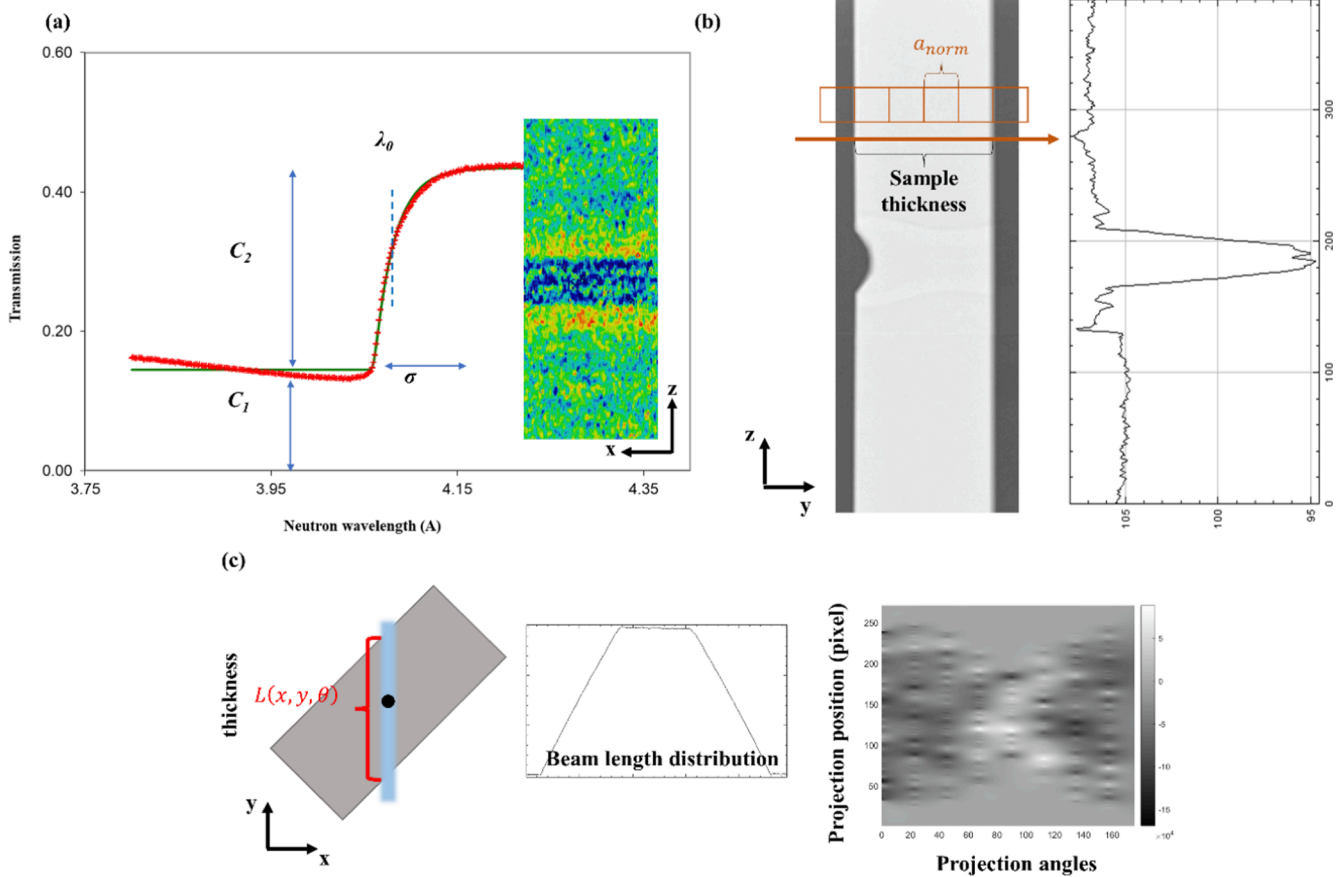 (a)
0.60
0.40
0.20
0.00
Transmission
λ₀
C₂
C₁
σ
z
x
3.75
3.95
4.15
4.35
Neutron wavelength (A)
(b)
a_norm
Sample
thickness
z
y
300
200
100
0
105
100
95
(c)
thickness
L(x, y, θ)
y
x
Beam length distribution
Projection position (pixel)
250
200
150
100
50
0
20
40
60
80
100
120
140
160
5
0
-5
-10
-15
×10⁴
Projection angles